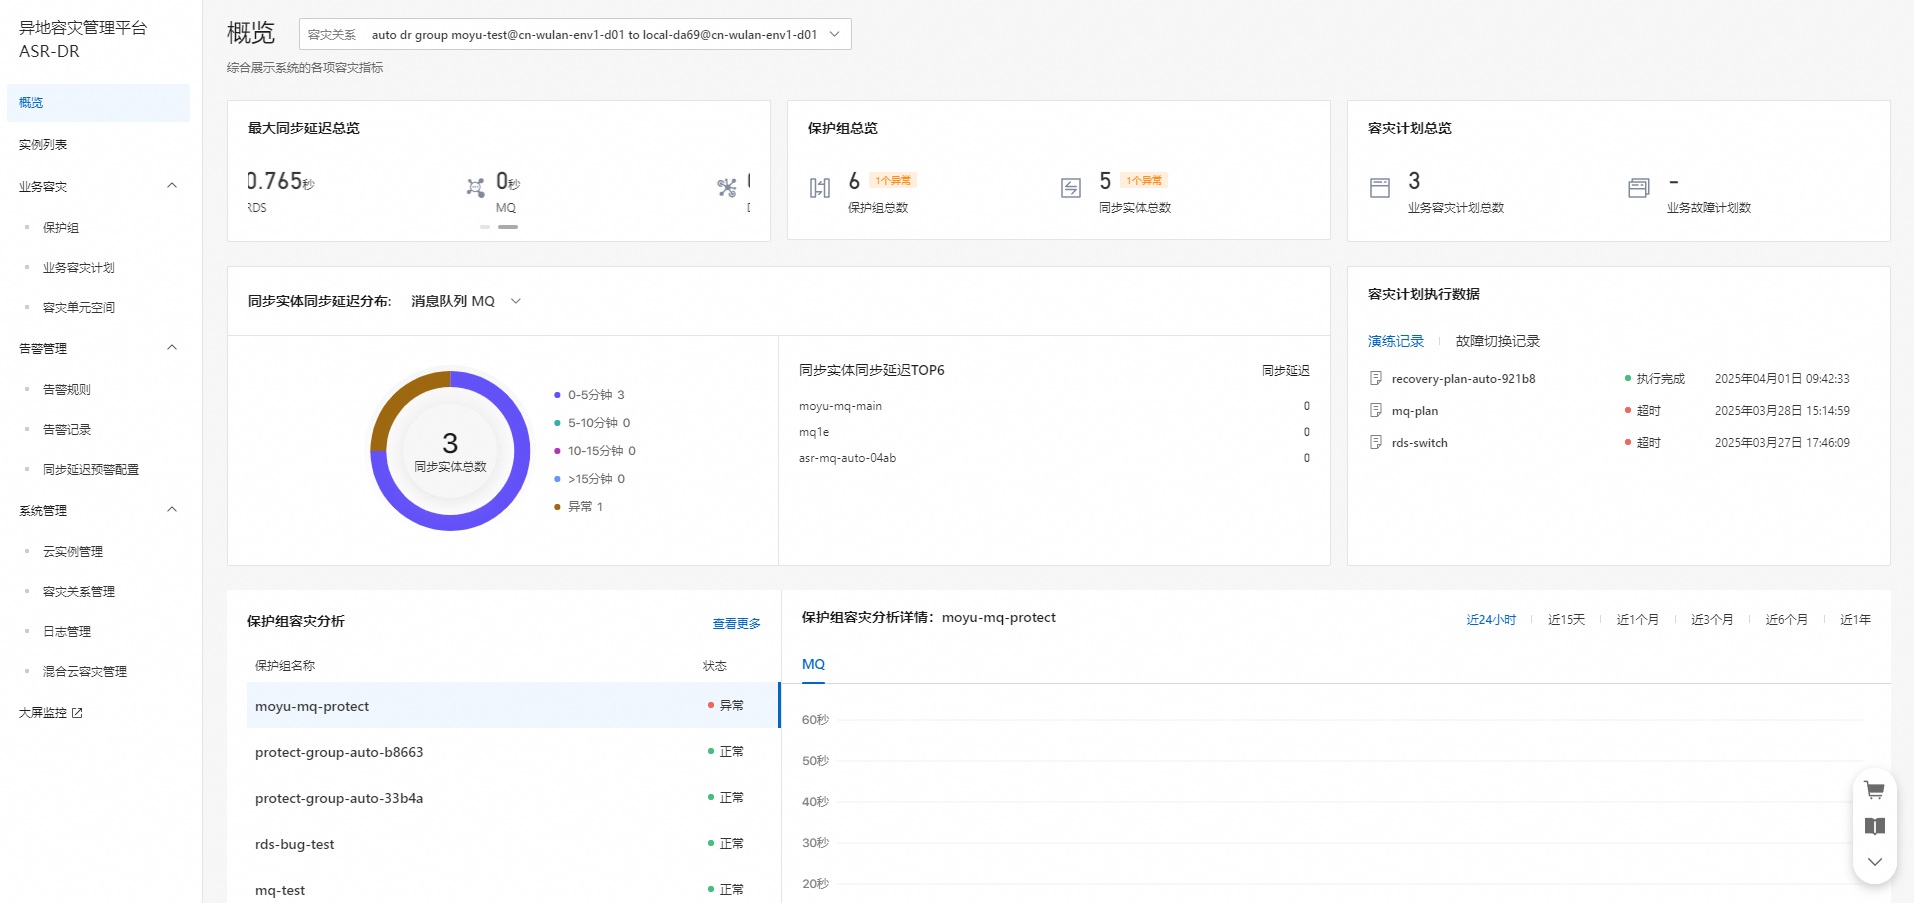 异地容灾管理平台
ASR-DR
概览
实例列表
业务容灾
保护组
业务容灾计划
容灾单元空间
告警管理
告警规则
告警记录
同步延迟预警配置
系统管理
云实例管理
容灾关系管理
日志管理
混合云容灾管理
大屏监控
概览
容灾关系 auto dr group moyu-test@cn-wulan-env1-d01 to local-da69@cn-wulan-env1-d01
综合展示系统的各项容灾指标
最大同步延迟总览
0.765秒
RDS
0秒
MQ
保护组总览
6 1个异常
保护组总数
5 1个异常
同步实体总数
容灾计划总览
3
业务容灾计划总数
-
业务故障计划数
同步实体同步延迟分布: 消息队列 MQ
3
同步实体总数
0-5分钟 3
5-10分钟 0
10-15分钟 0
>15分钟 0
异常 1
同步实体同步延迟TOP6 同步延迟
moyu-mq-main 0
mq1e 0
asr-mq-auto-04ab 0
容灾计划执行数据
演练记录 故障切换记录
recovery-plan-auto-921b8 执行完成 2025年04月01日 09:42:33
mq-plan 超时 2025年03月28日 15:14:59
rds-switch 超时 2025年03月27日 17:46:09
保护组容灾分析 查看更多
保护组名称 状态
moyu-mq-protect 异常
protect-group-auto-b8663 正常
protect-group-auto-33b4a 正常
rds-bug-test 正常
mq-test 正常
保护组容灾分析详情：moyu-mq-protect
近24小时 近15天 近1个月 近3个月 近6个月 近1年
MQ
60秒
50秒
40秒
30秒
20秒